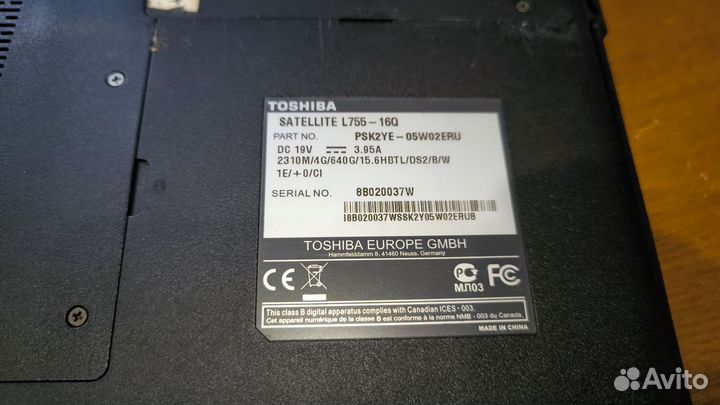 TOSHIBA
SATELLITE L755-16Q
PART NO. PSK2YE-05W02ERU
DC 19V 3.95A
2310M/4G/640G/15.6HDTL/DS2/B/W
1E/+0/CI
SERIAL NO. 8B020037W
I8B020037WSSK2Y05W02ERUB
TOSHIBA EUROPE GMBH
Hammfelddamm 8, 41460 Neuss, Germany
CE
PC
МЛ03
FC
This class B digital apparatus complies with Canadian ICES - 003.
Cet appareil numérique de la classe B est conforme à la norme NMB - 003 du Canada.
MADE IN CHINA
Avito